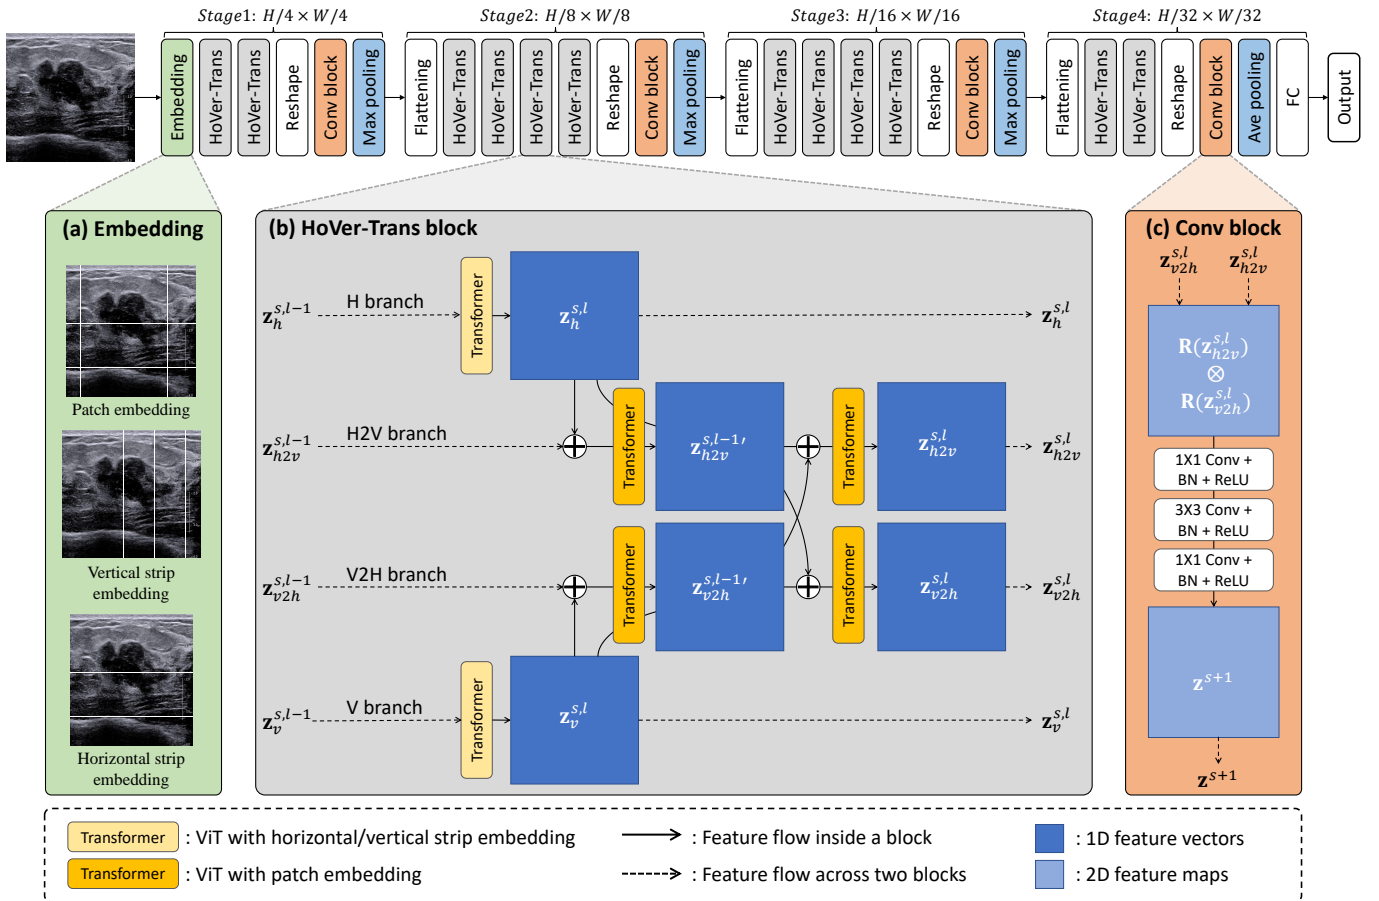 Stage1: H/4 × W/4
Stage2: H/8 × W/8
Stage3: H/16 × W/16
Stage4: H/32 × W/32
Embedding
HoVer-Trans
HoVer-Trans
Reshape
Conv block
Max pooling
Flattening
HoVer-Trans
HoVer-Trans
HoVer-Trans
HoVer-Trans
Reshape
Conv block
Max pooling
Flattening
HoVer-Trans
HoVer-Trans
HoVer-Trans
HoVer-Trans
Reshape
Conv block
Max pooling
Flattening
HoVer-Trans
HoVer-Trans
Reshape
Conv block
Ave pooling
FC
Output
(a) Embedding
Patch embedding
Vertical strip
embedding
Horizontal strip
embedding
(b) HoVer-Trans block
z_h^{s,l−1}
H branch
Transformer
z_h^{s,l}
z_h^{s,l}
z_{h2v}^{s,l−1}
H2V branch
Transformer
z_{h2v}^{s,l−1′}
Transformer
z_{h2v}^{s,l}
z_{h2v}^{s,l}
z_{v2h}^{s,l−1}
V2H branch
Transformer
z_{v2h}^{s,l−1′}
Transformer
z_{v2h}^{s,l}
z_{v2h}^{s,l}
z_v^{s,l−1}
V branch
Transformer
z_v^{s,l}
z_v^{s,l}
(c) Conv block
z_{v2h}^{s,l} z_{h2v}^{s,l}
R(z_{h2v}^{s,l})
⊗
R(z_{v2h}^{s,l})
1X1 Conv +
BN + ReLU
3X3 Conv +
BN + ReLU
1X1 Conv +
BN + ReLU
z^{s+1}
z^{s+1}
Transformer : ViT with horizontal/vertical strip embedding
: Feature flow inside a block
: 1D feature vectors
Transformer : ViT with patch embedding
: Feature flow across two blocks
: 2D feature maps